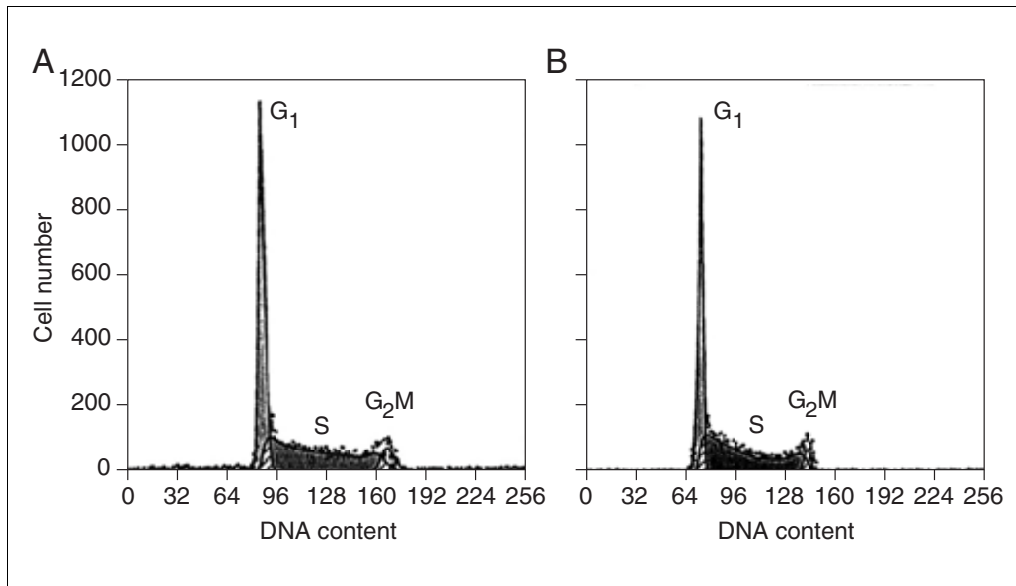 A
B
1200
1000
800
600
400
200
0
Cell number
G1
S
G2M
0 32 64 96 128 160 192 224 256
DNA content
G1
S
G2M
0 32 64 96 128 160 192 224 256
DNA content